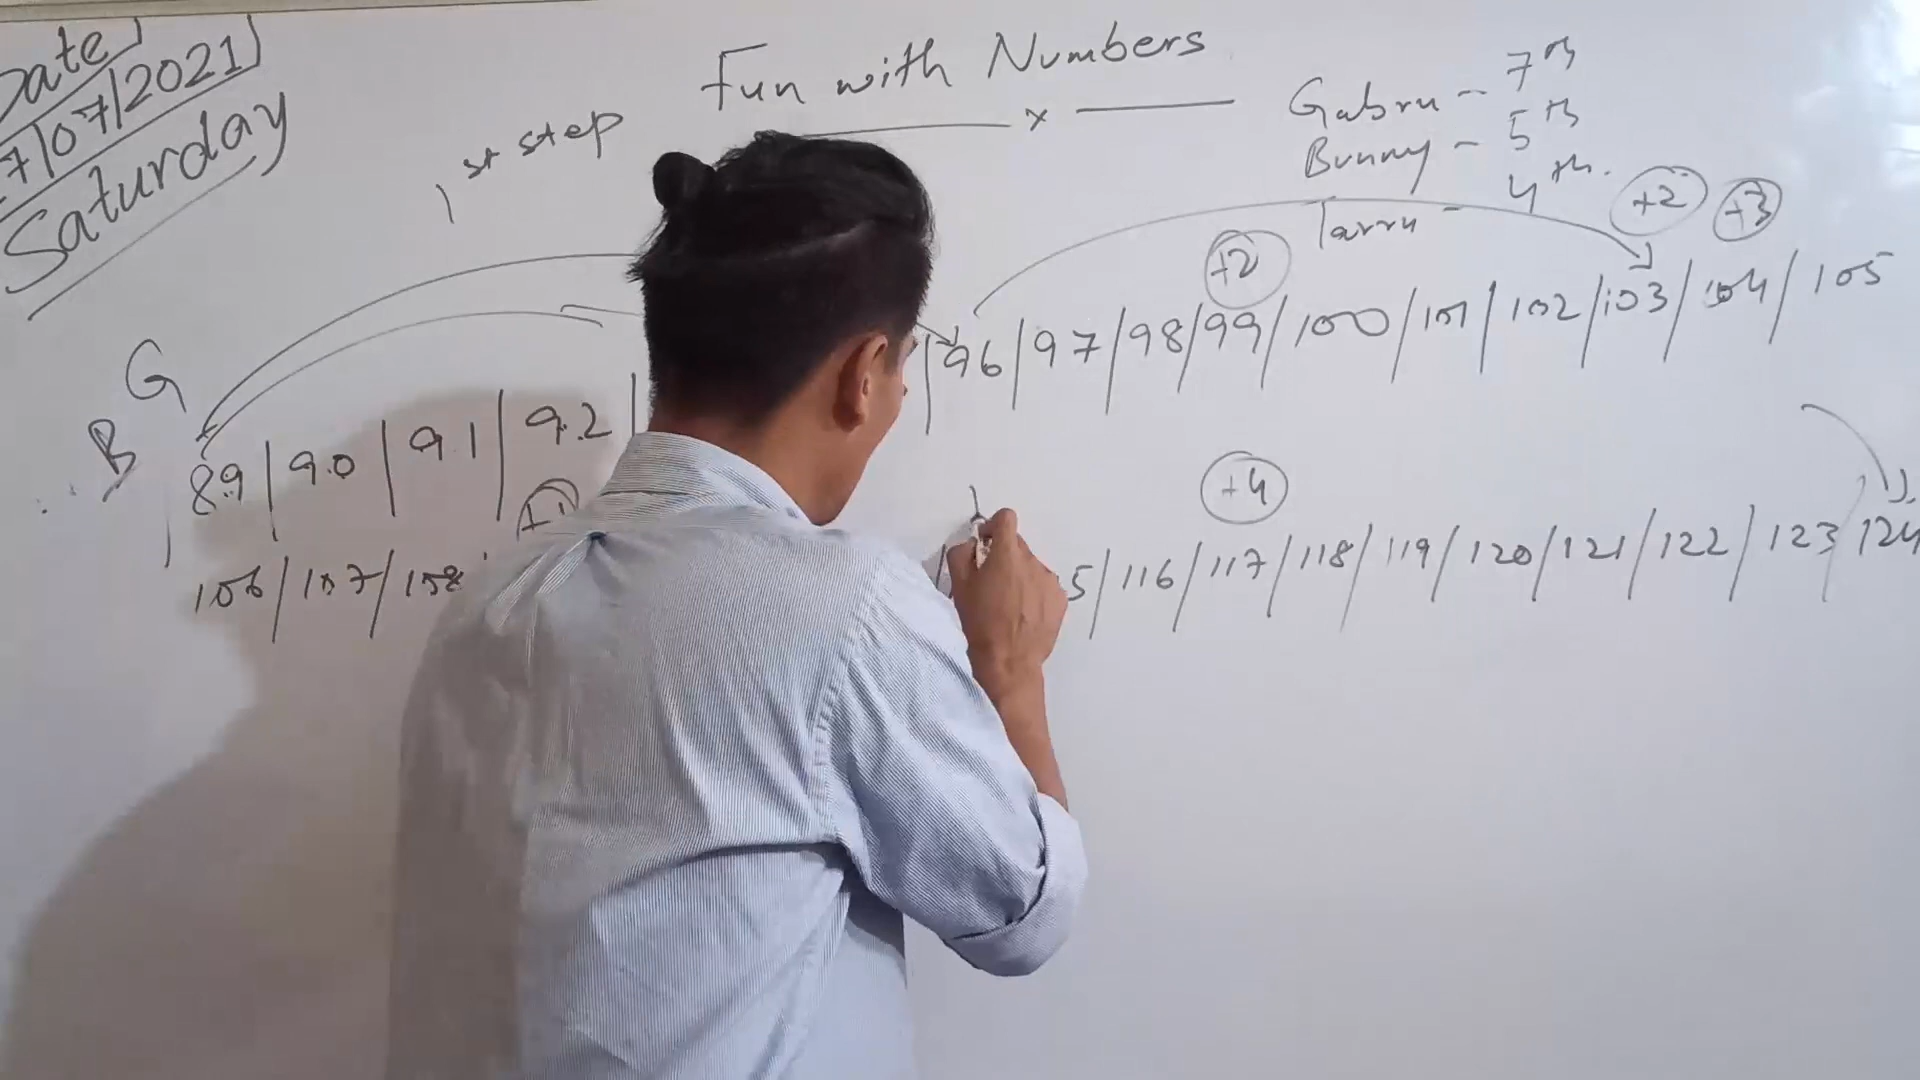 Date
7/07/2021
Saturday
Fun with Numbers
x
1st step
Gabru - 7th
Bunny - 5th
Tarru - 4th.
+2 +2 +3
G
B
89 | 90 | 91 | 92 | | 96 | 97 | 98 | 99 | 100 | 101 | 102 | 103 | 104 | 105
+1 +4
106 | 107 | 108 5 | 116 | 117 | 118 | 119 | 120 | 121 | 122 | 123 | 124